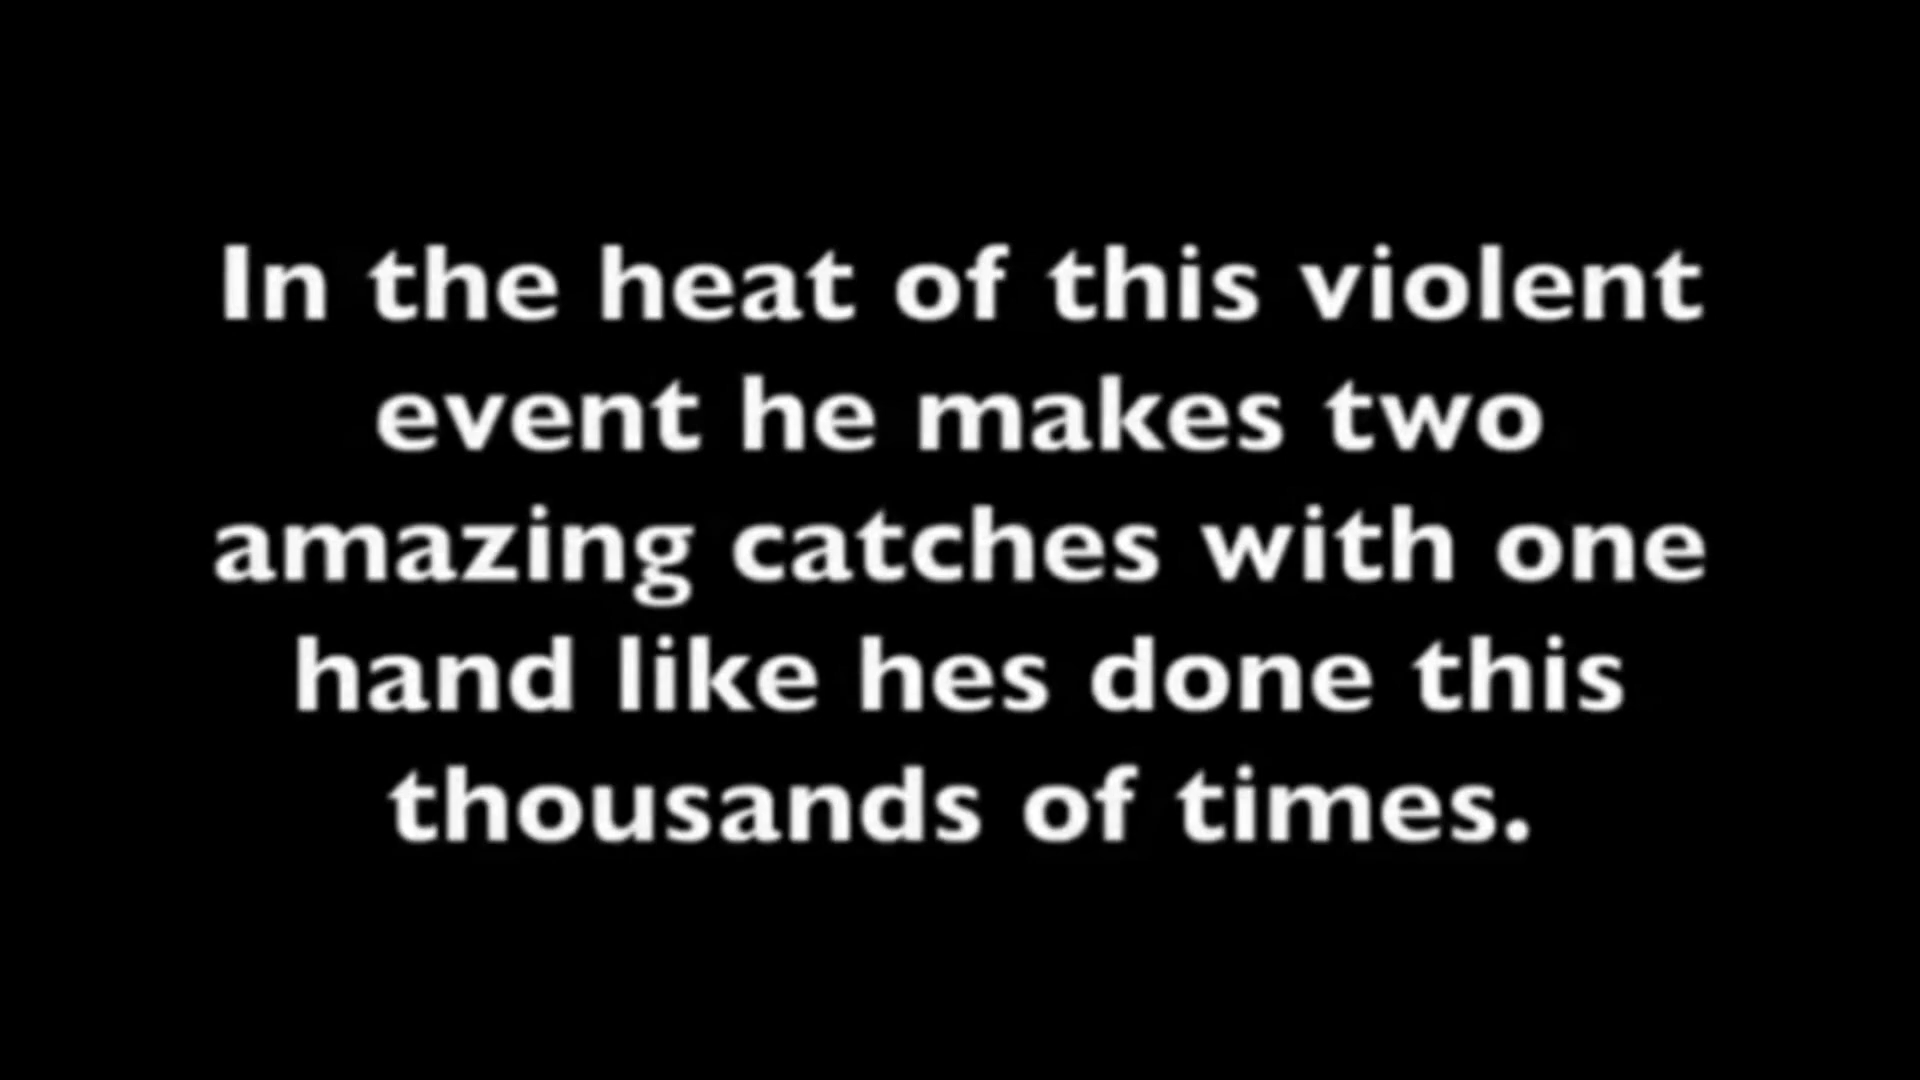 In the heat of this violent
event he makes two
amazing catches with one
hand like hes done this
thousands of times.